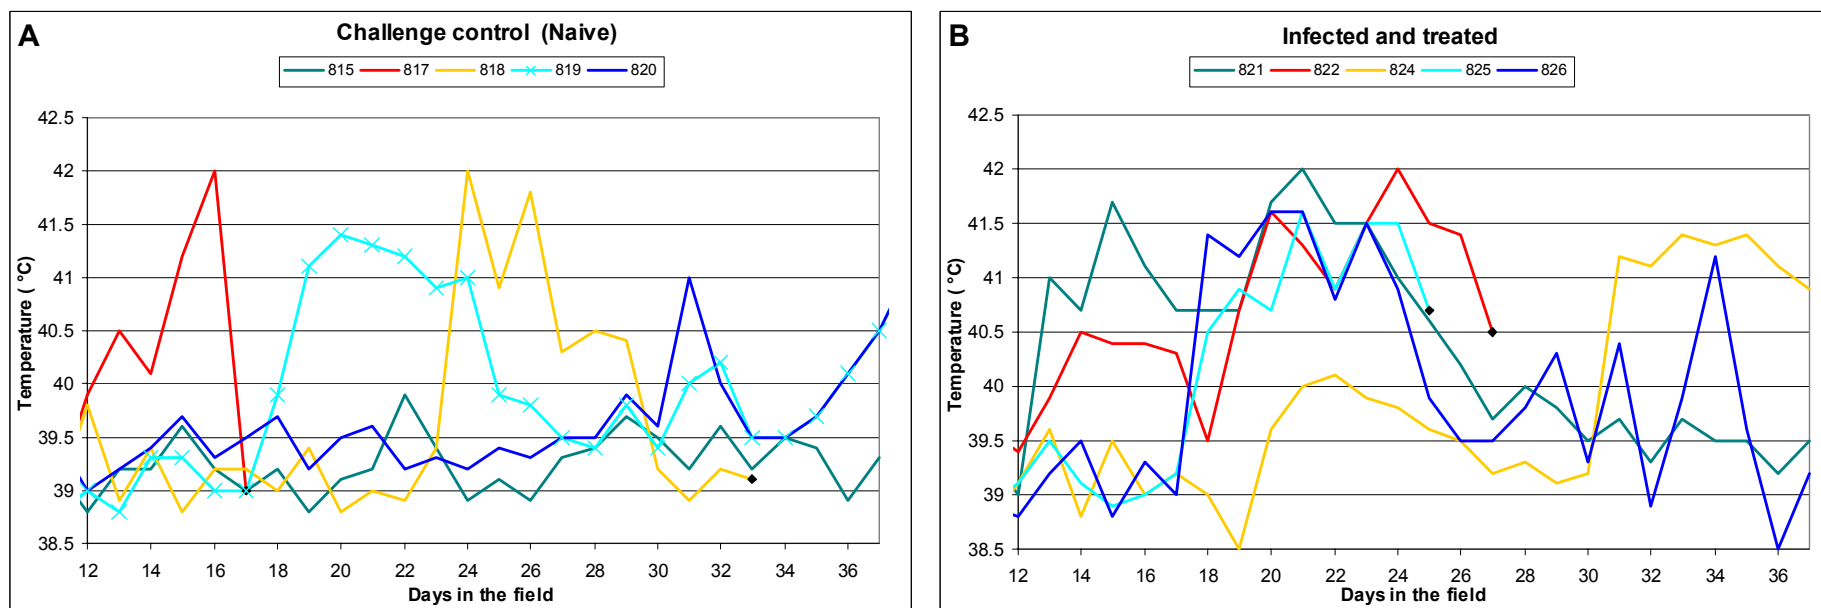 A
Challenge control (Naive)
815 817 818 819 820
Temperature ( °C)
42.5
42
41.5
41
40.5
40
39.5
39
38.5
12 14 16 18 20 22 24 26 28 30 32 34 36
Days in the field
B
Infected and treated
821 822 824 825 826
Temperature ( °C)
42.5
42
41.5
41
40.5
40
39.5
39
38.5
12 14 16 18 20 22 24 26 28 30 32 34 36
Days in the field